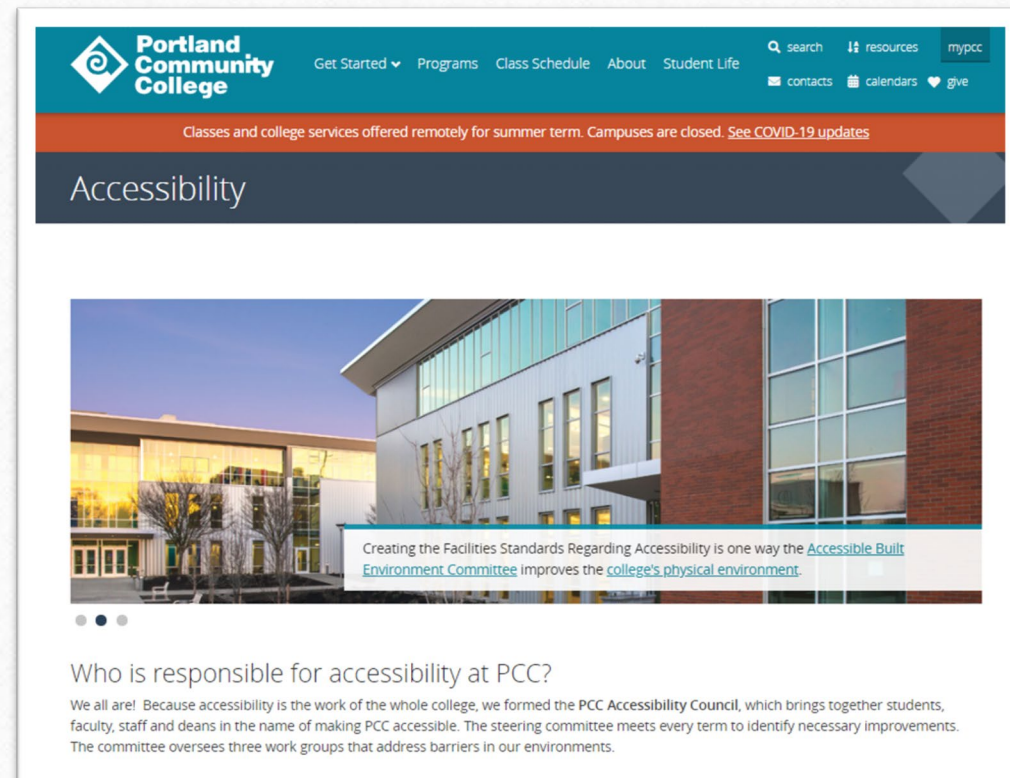 Portland
Community
College
Get Started Programs Class Schedule About Student Life
search resources mypcc
contacts calendars give
Classes and college services offered remotely for summer term. Campuses are closed. See COVID-19 updates
Accessibility
Creating the Facilities Standards Regarding Accessibility is one way the Accessible Built
Environment Committee improves the college's physical environment.
Who is responsible for accessibility at PCC?
We all are! Because accessibility is the work of the whole college, we formed the PCC Accessibility Council, which brings together students,
faculty, staff and deans in the name of making PCC accessible. The steering committee meets every term to identify necessary improvements.
The committee oversees three work groups that address barriers in our environments.